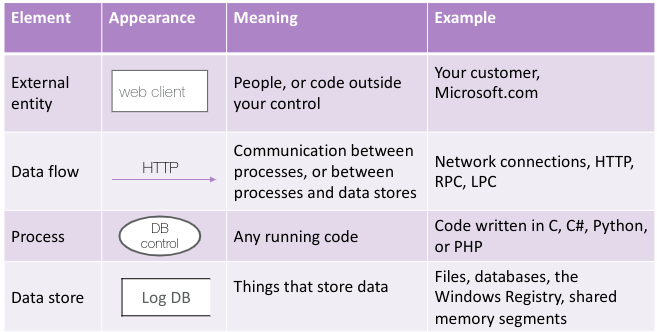 Element Appearance Meaning Example
External
entity
web client
People, or code outside
your control
Your customer,
Microsoft.com
Data flow
HTTP
Communication between
processes, or between
processes and data stores
Network connections, HTTP,
RPC, LPC
Process
DB
control
Any running code
Code written in C, C#, Python,
or PHP
Data store
Log DB
Things that store data
Files, databases, the
Windows Registry, shared
memory segments